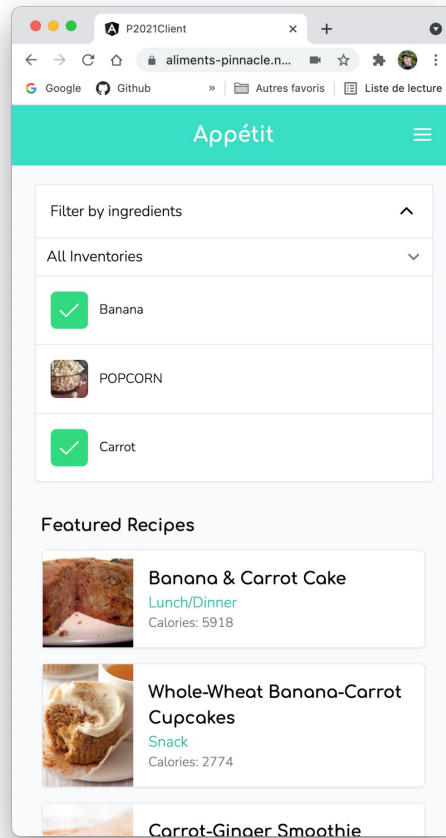 P2021Client
aliments-pinnacle.n...
Google
Github
»
Autres favoris
Liste de lecture
Appétit
Filter by ingredients
All Inventories
Banana
POPCORN
Carrot
Featured Recipes
Banana & Carrot Cake
Lunch/Dinner
Calories: 5918
Whole-Wheat Banana-Carrot
Cupcakes
Snack
Calories: 2774
Carrot-Ginger Smoothie